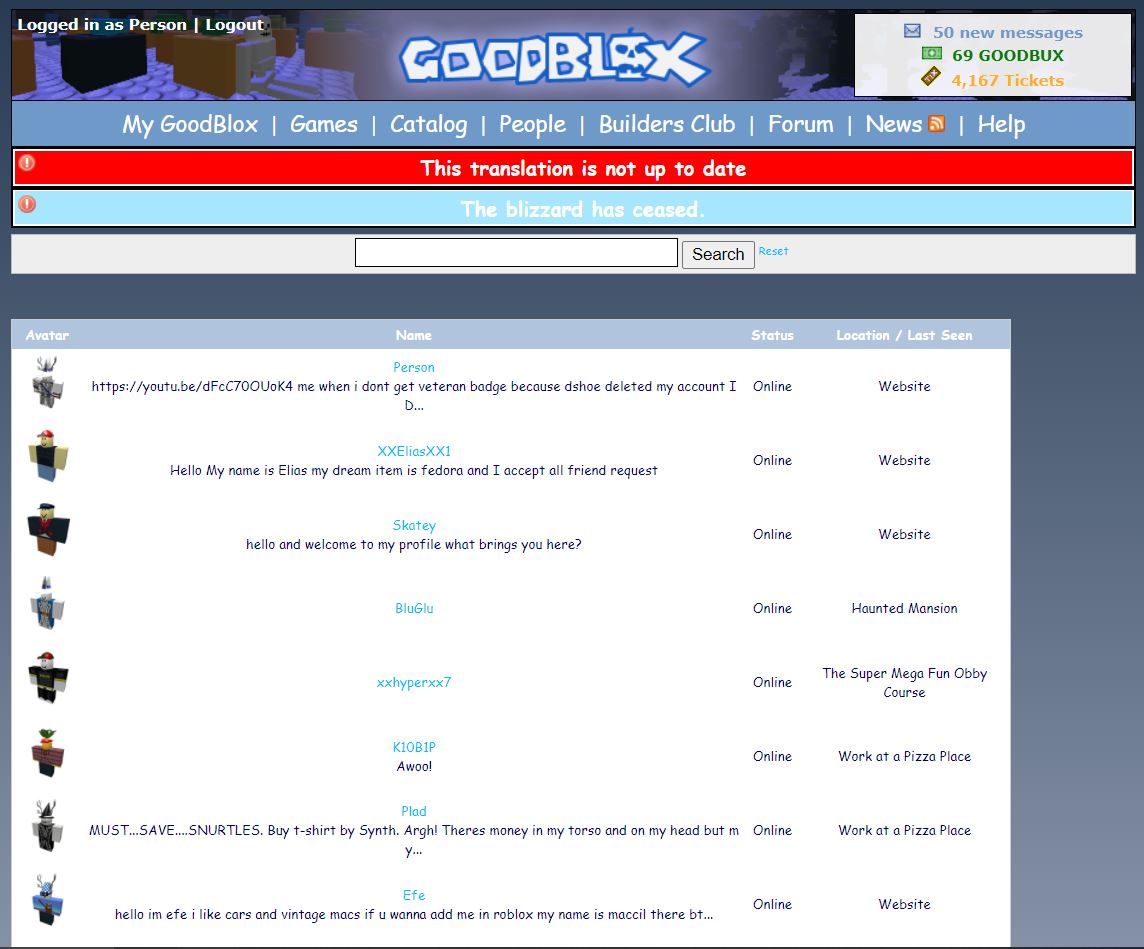 Logged in as Person | Logout
GOODBLOX
50 new messages
69 GOODBUX
4,167 Tickets
My GoodBlox | Games | Catalog | People | Builders Club | Forum | News | Help
This translation is not up to date
The blizzard has ceased.
Search Reset
Avatar Name Status Location / Last Seen
Person
https://youtu.be/dFcC70OUoK4 me when i dont get veteran badge because dshoe deleted my account I Online Website
D...
XXEliasXX1
Hello My name is Elias my dream item is fedora and I accept all friend request Online Website
Skatey
hello and welcome to my profile what brings you here? Online Website
BluGlu Online Haunted Mansion
xxhyperxx7 Online The Super Mega Fun Obby
Course
K10B1P
Awoo! Online Work at a Pizza Place
Plad
MUST...SAVE....SNURTLES. Buy t-shirt by Synth. Argh! Theres money in my torso and on my head but m Online Work at a Pizza Place
y...
Efe
hello im efe i like cars and vintage macs if u wanna add me in roblox my name is maccil there bt... Online Website